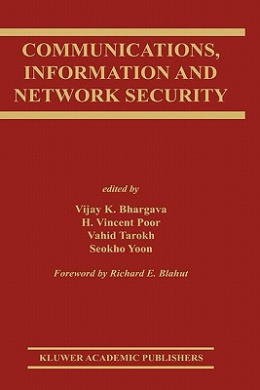 COMMUNICATIONS,
INFORMATION AND
NETWORK SECURITY
edited by
Vijay K. Bhargava
H. Vincent Poor
Vahid Tarokh
Seokho Yoon
Foreword by Richard E. Blahut
KLUWER ACADEMIC PUBLISHERS